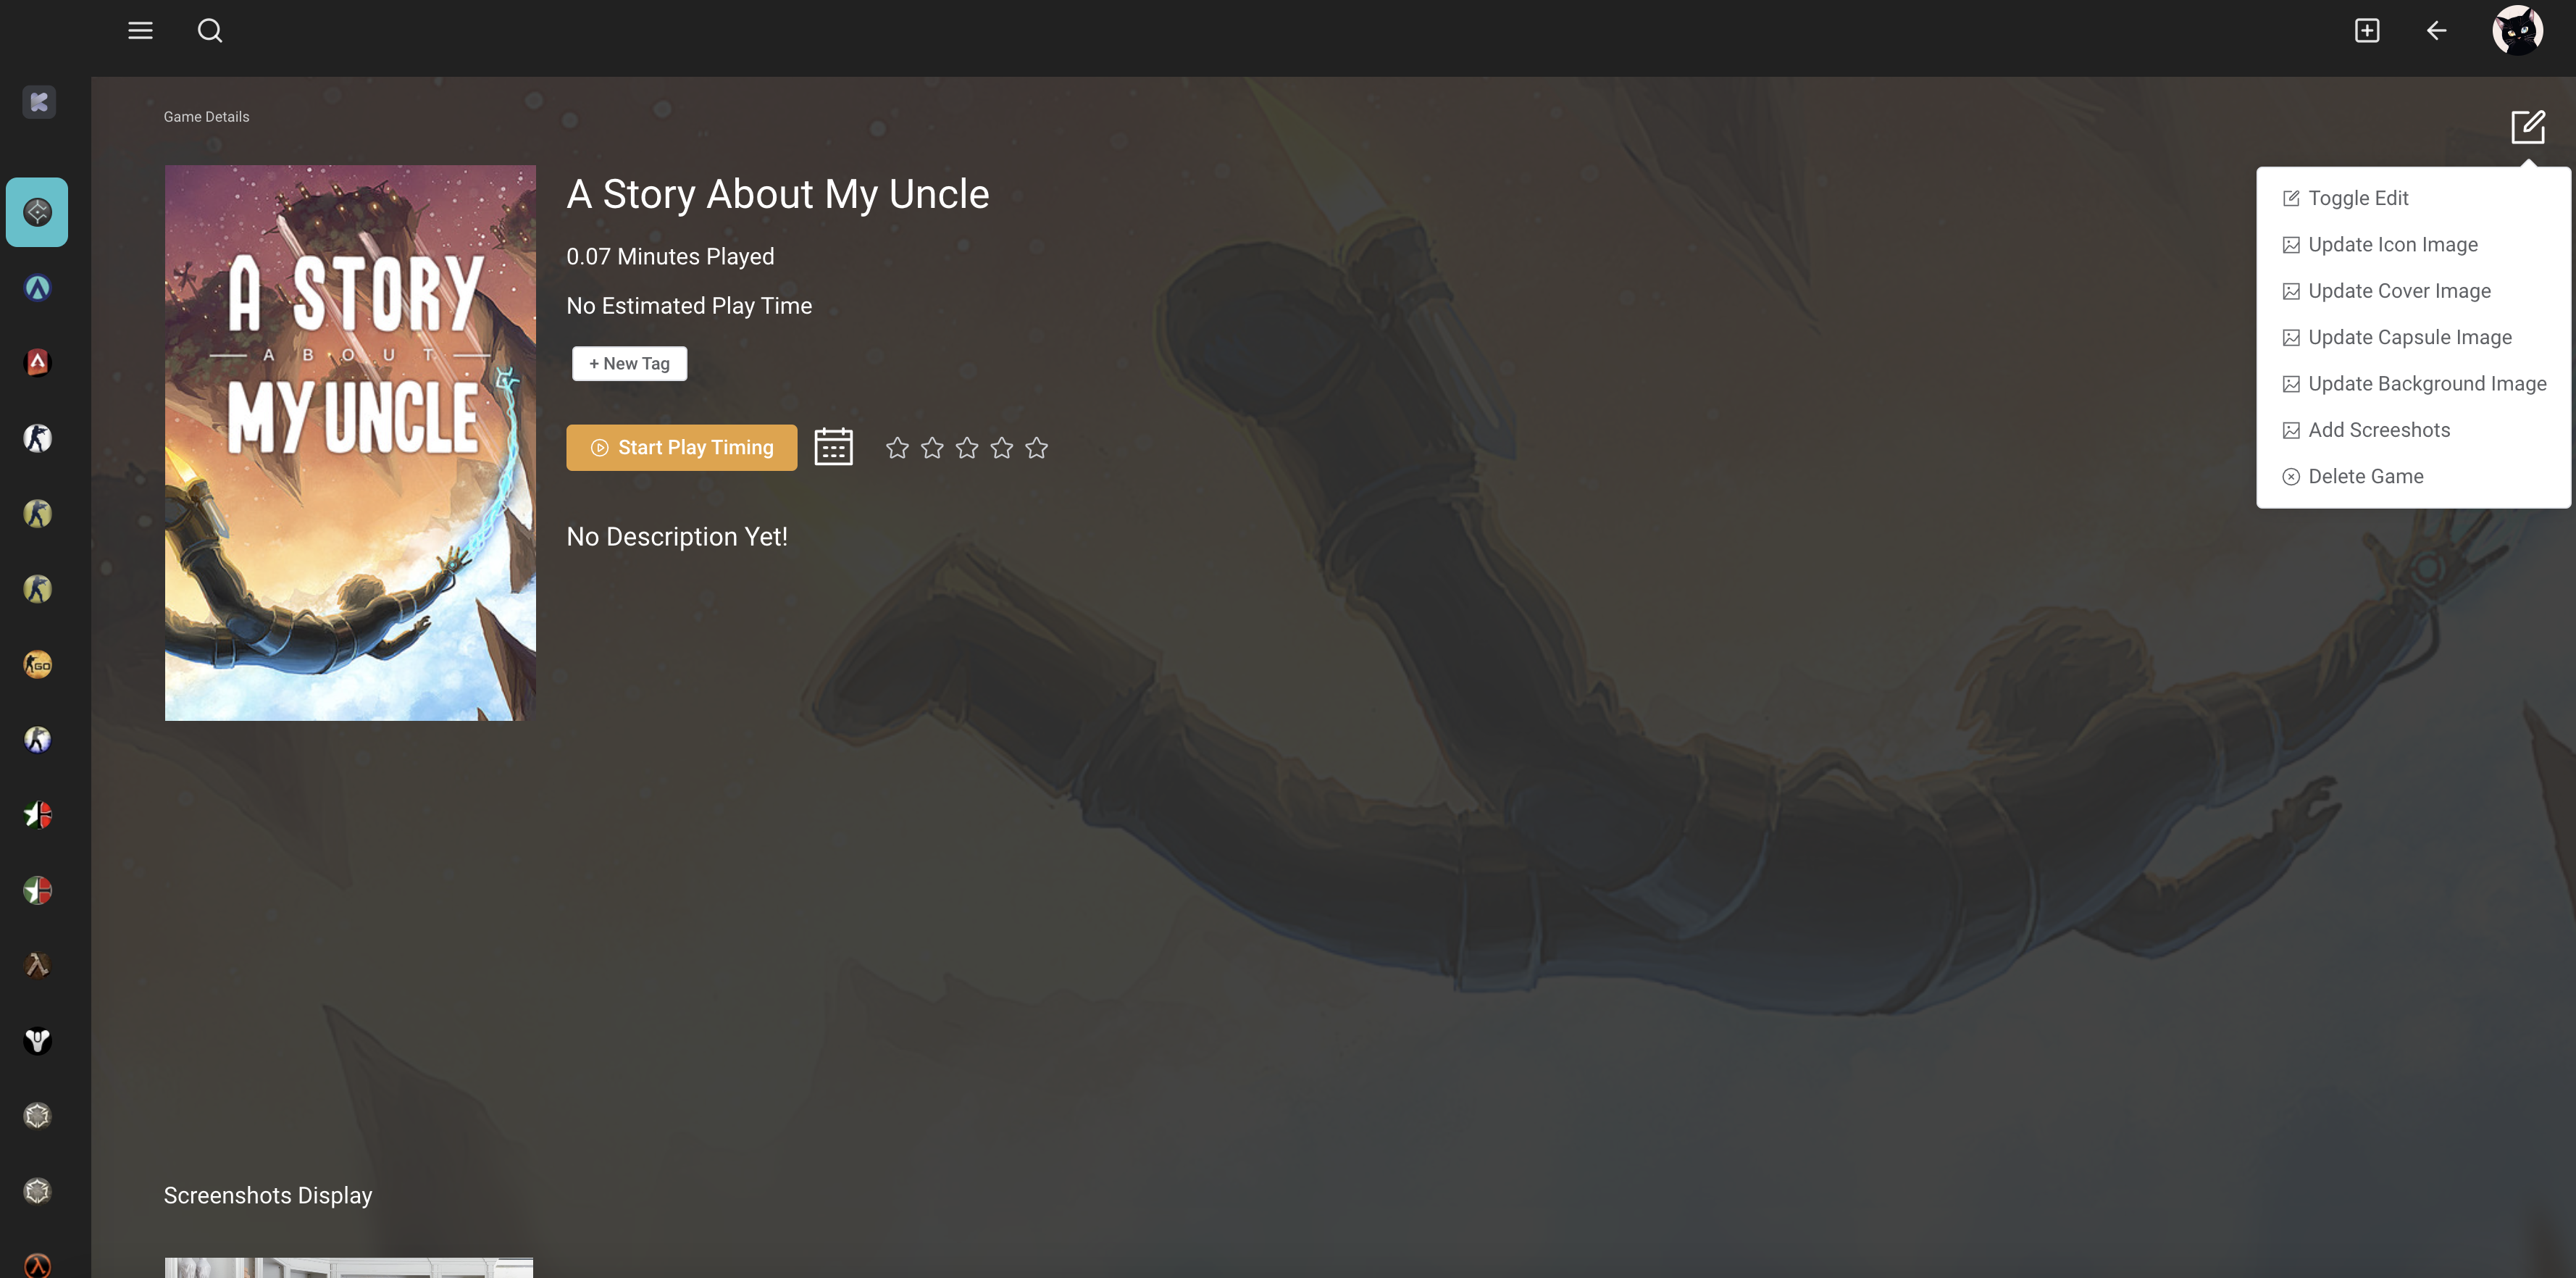 Game Details
A STORY
ABOUT
MY UNCLE
A Story About My Uncle
0.07 Minutes Played
No Estimated Play Time
+ New Tag
Start Play Timing
No Description Yet!
Toggle Edit
Update Icon Image
Update Cover Image
Update Capsule Image
Update Background Image
Add Screeshots
Delete Game
GO
Screenshots Display